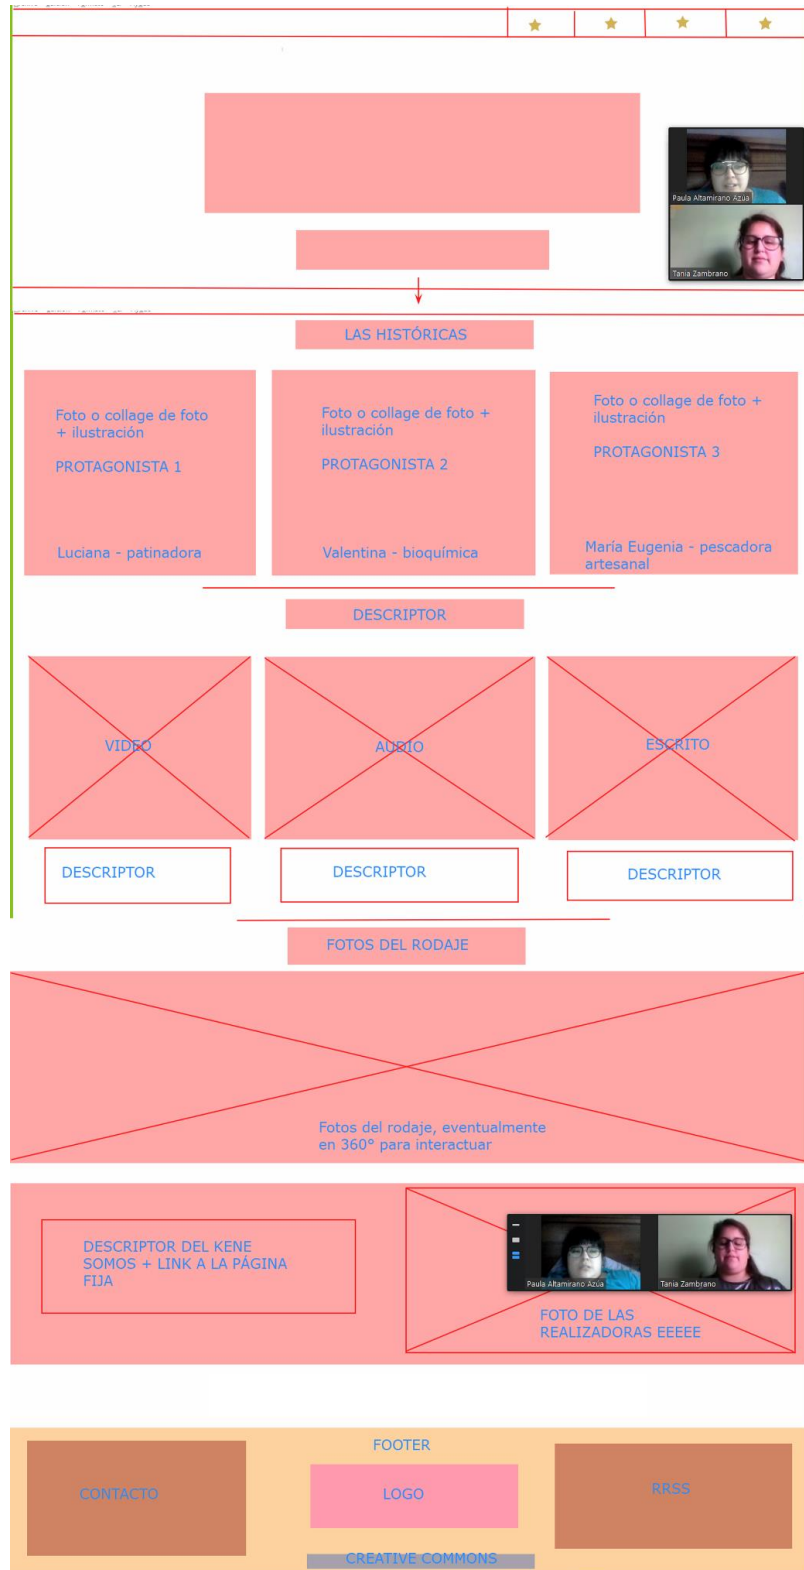 Paula Altamirano Azúa
Tania Zambrano
LAS HISTÓRICAS
Foto o collage de foto
+ ilustración
PROTAGONISTA 1
Luciana - patinadora
Foto o collage de foto +
ilustración
PROTAGONISTA 2
Valentina - bioquímica
Foto o collage de foto +
ilustración
PROTAGONISTA 3
María Eugenia - pescadora
artesanal
DESCRIPTOR
VIDEO
AUDIO
ESCRITO
DESCRIPTOR
DESCRIPTOR
DESCRIPTOR
FOTOS DEL RODAJE
Fotos del rodaje, eventualmente
en 360° para interactuar
DESCRIPTOR DEL KENE
SOMOS + LINK A LA PÁGINA
FIJA
Paula Altamirano Azúa
Tania Zambrano
FOTO DE LAS
REALIZADORAS EEEEE
FOOTER
CONTACTO
LOGO
RRSS
CREATIVE COMMONS